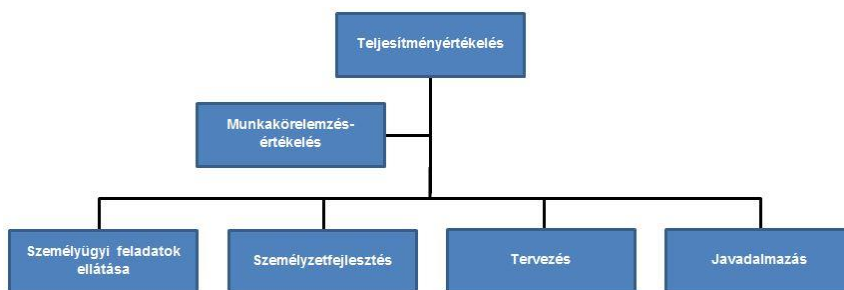 Teljesítményértékelés
Munkakörelemzés-
értékelés
Személyügyi feladatok
ellátása
Személyzetfejlesztés
Tervezés
Javadalmazás